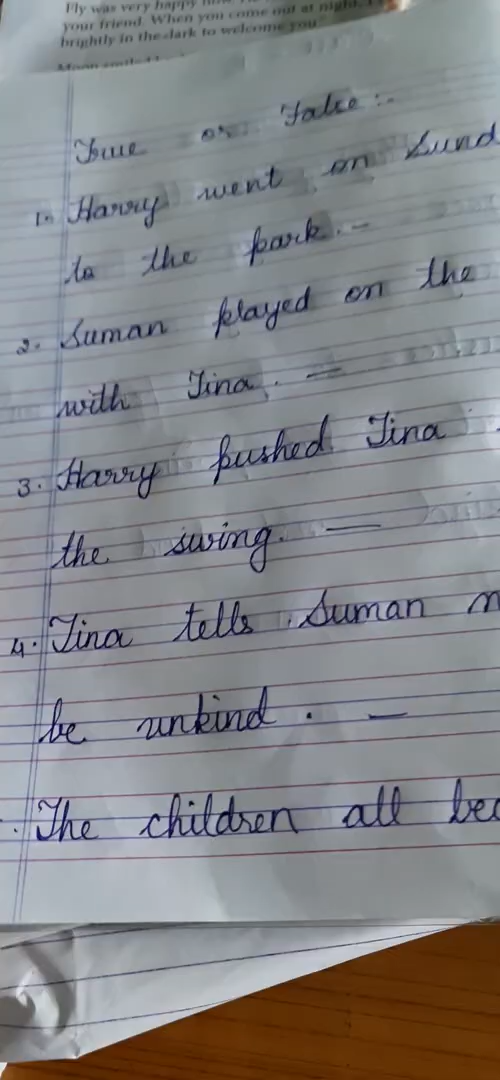 Fly was very happy now.
your friend. When you come out at night, I
brightly in the dark to welcome you
True or False :-
1. Harry went on Sund
to the park. -
2. Suman played on the
with Tina. -
3. Harry pushed Tina
the swing. -
4. Tina tells Suman n
be unkind. -
. The children all bec